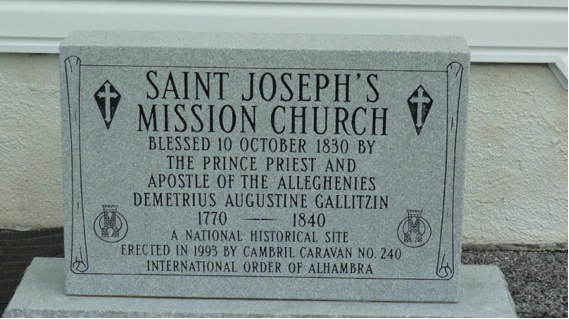 SAINT JOSEPH'S
MISSION CHURCH
BLESSED 10 OCTOBER 1830 BY
THE PRINCE PRIEST AND
APOSTLE OF THE ALLEGHENIES
DEMETRIUS AUGUSTINE GALLITZIN
1770 — 1840
A NATIONAL HISTORICAL SITE
ERECTED IN 1993 BY CAMBRIL CARAVAN NO. 240
INTERNATIONAL ORDER OF ALHAMBRA